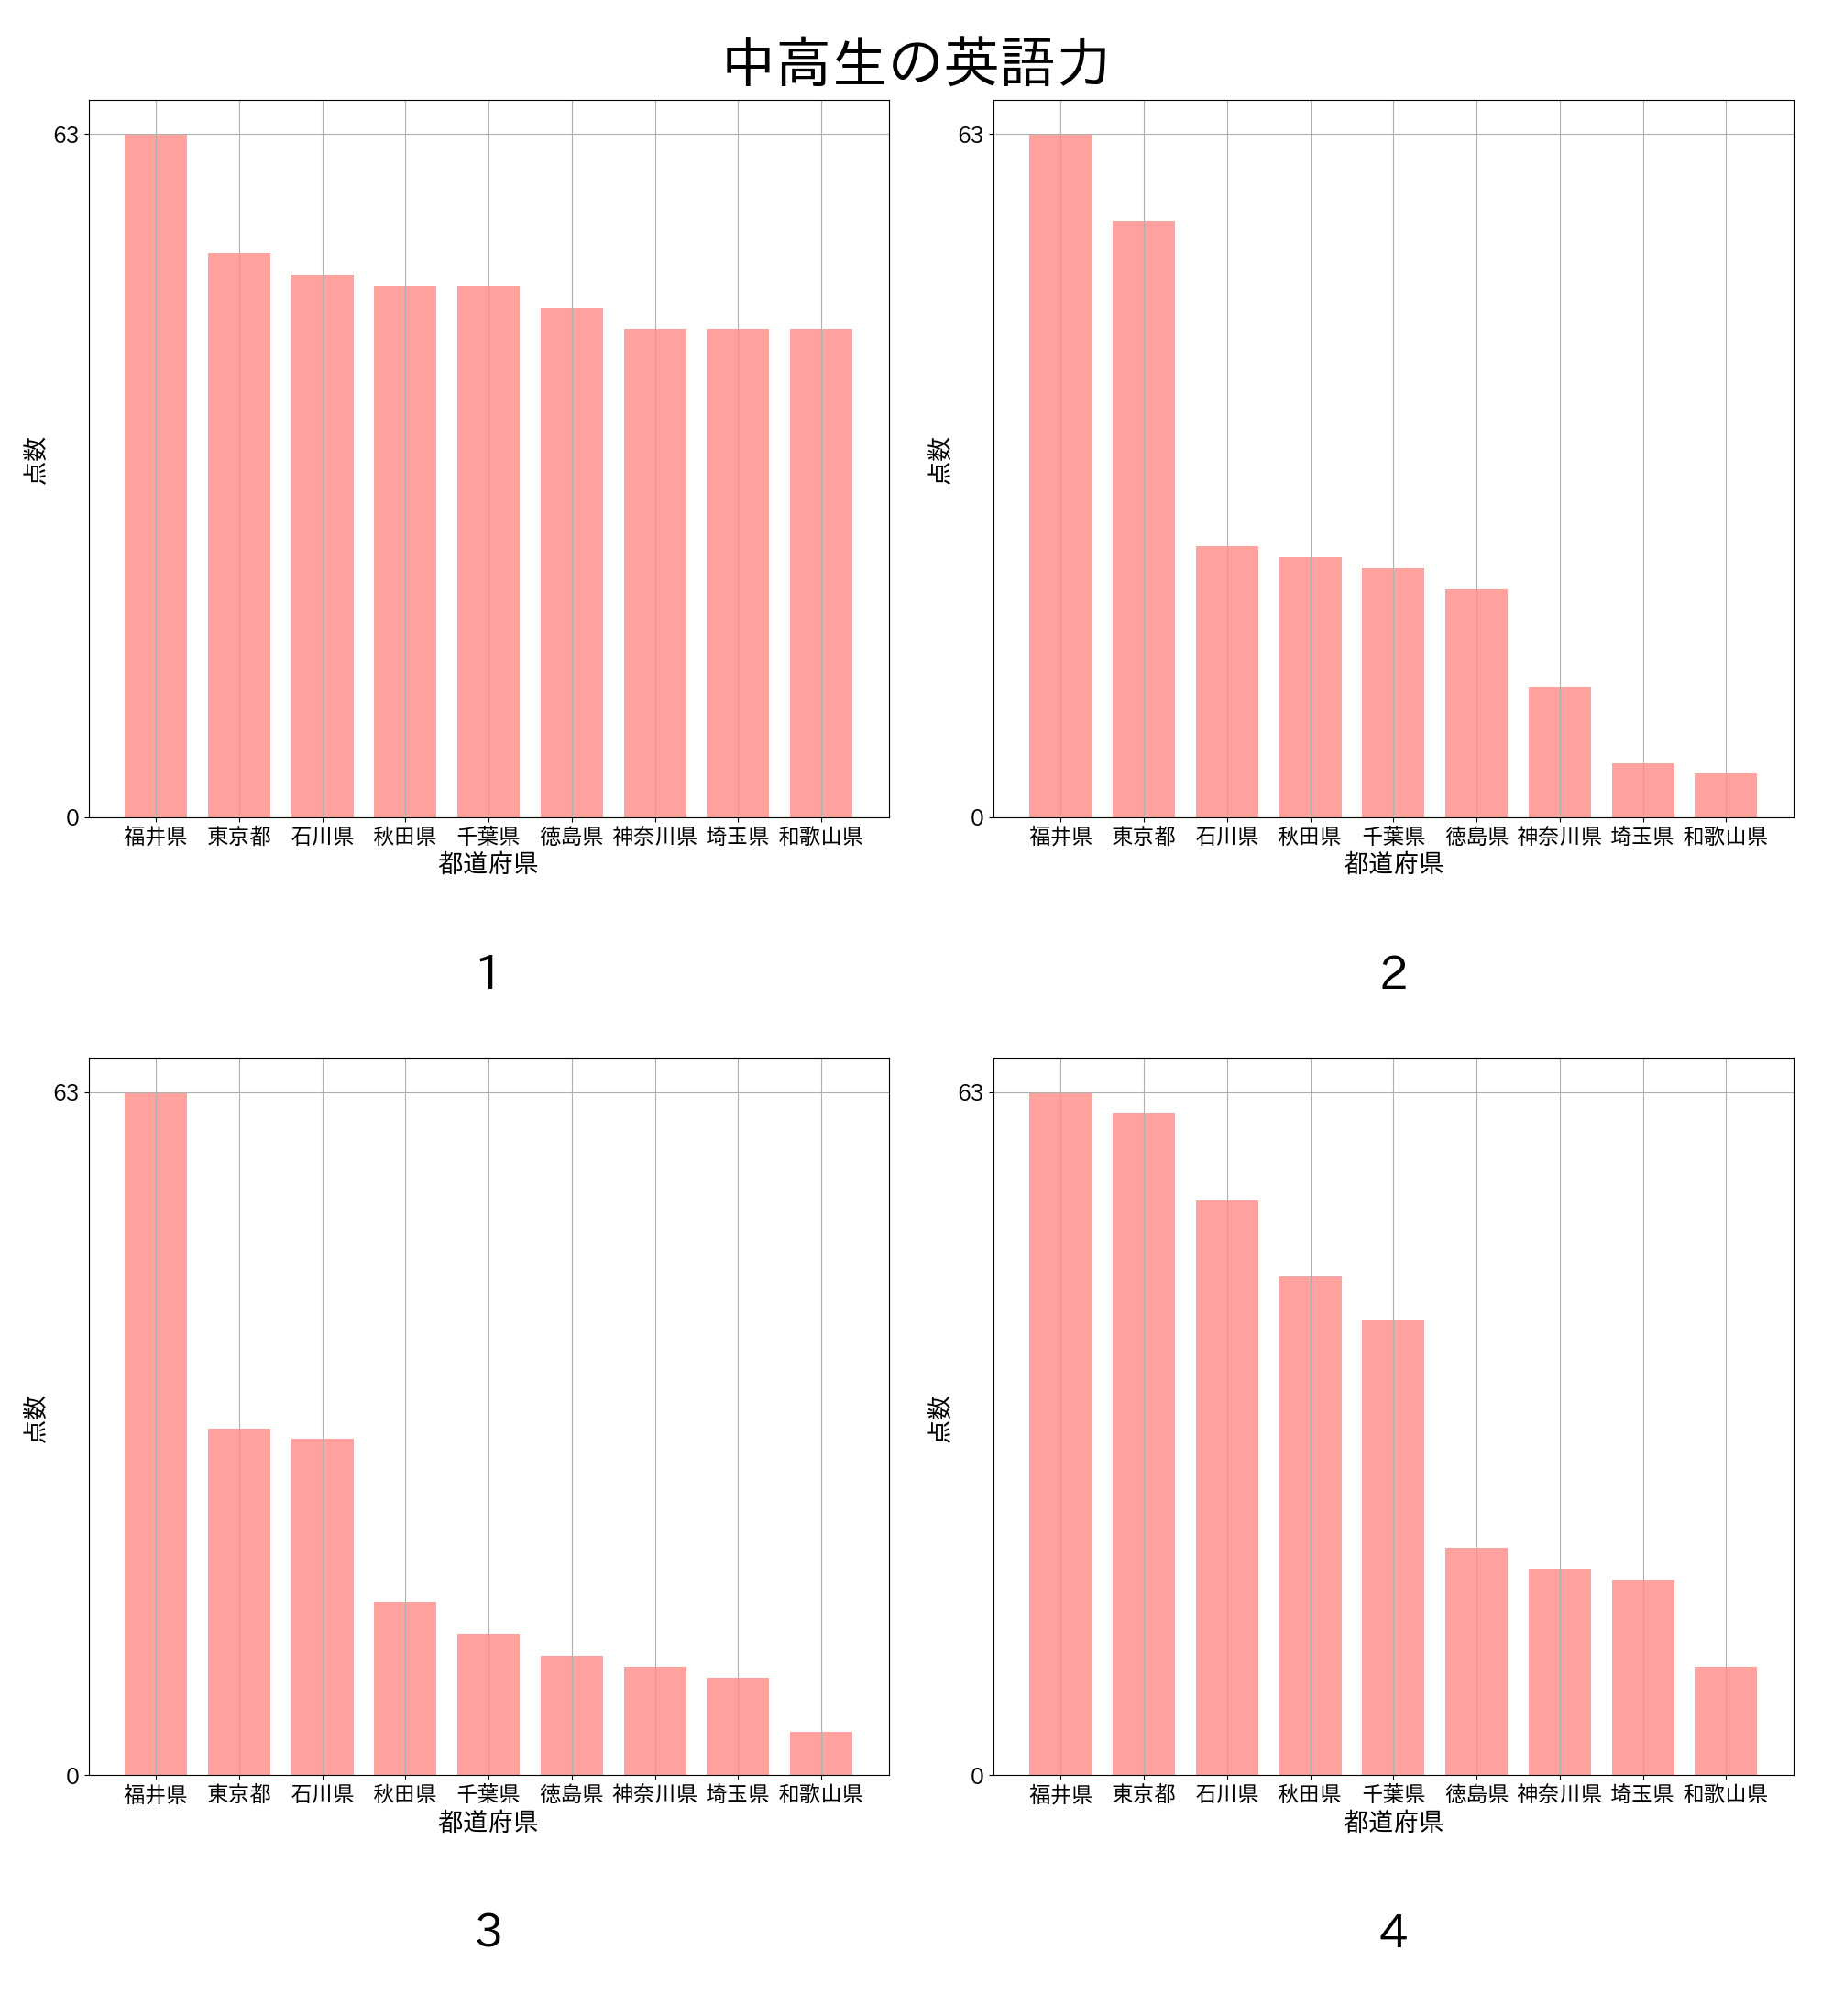 中高生の英語力
63
0
点数
福井県 東京都 石川県 秋田県 千葉県 徳島県 神奈川県 埼玉県 和歌山県
都道府県
1
63
0
点数
福井県 東京都 石川県 秋田県 千葉県 徳島県 神奈川県 埼玉県 和歌山県
都道府県
2
63
0
点数
福井県 東京都 石川県 秋田県 千葉県 徳島県 神奈川県 埼玉県 和歌山県
都道府県
3
63
0
点数
福井県 東京都 石川県 秋田県 千葉県 徳島県 神奈川県 埼玉県 和歌山県
都道府県
4